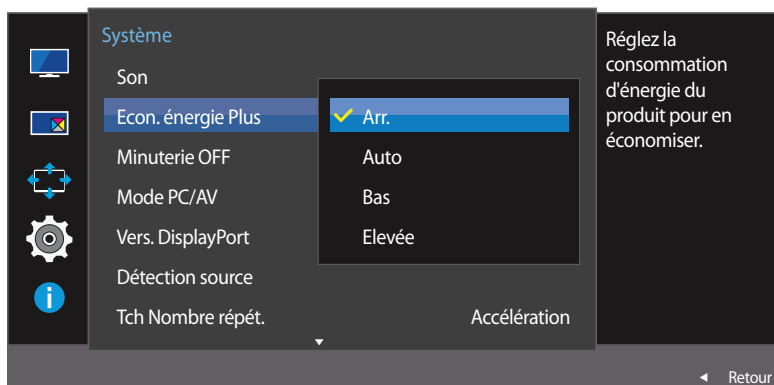 Système
Son
Econ. énergie Plus
Arr.
Minuterie OFF
Auto
Mode PC/AV
Bas
Vers. DisplayPort
Elevée
Détection source
Tch Nombre répét.
Accélération
Réglez la
consommation
d'énergie du
produit pour en
économiser.
Retour